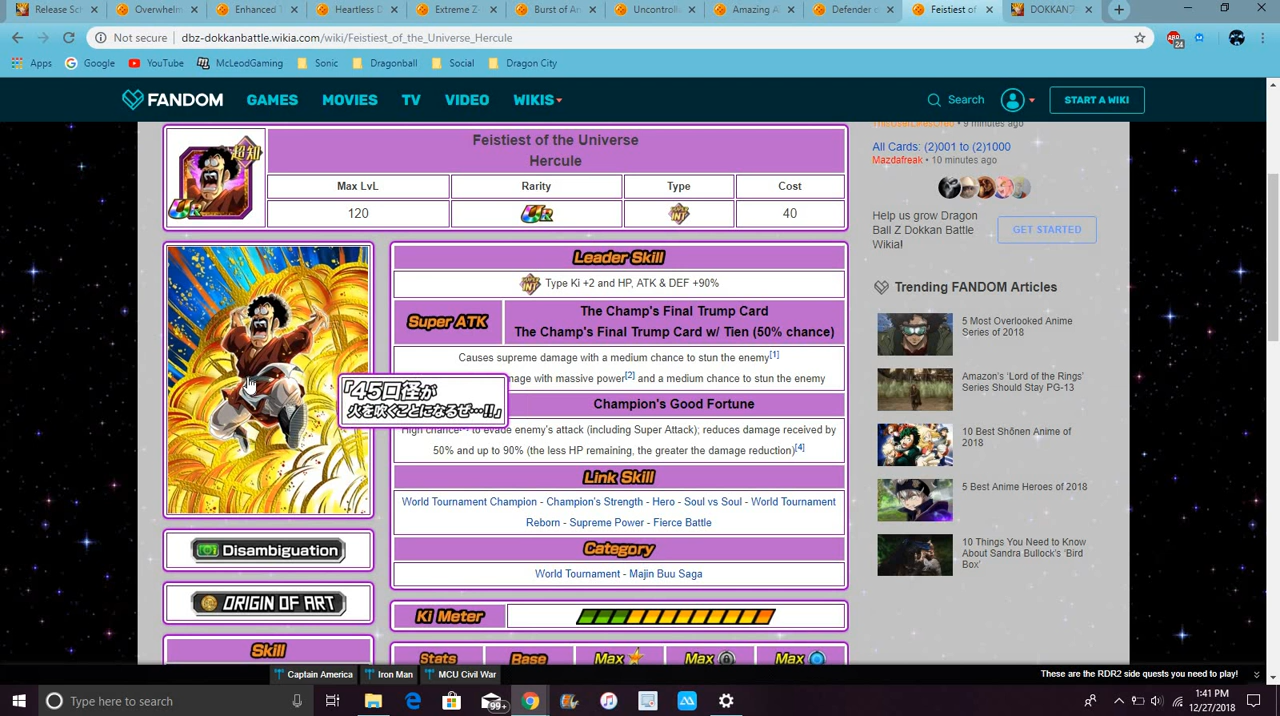 Release Sch
Overwhelm
Enhanced
Heartless D
Extreme Z-
Burst of An
Uncontroll
Amazing A
Defender o
Feistiest of
DOKKAN
Not secure | dbz-dokkanbattle.wikia.com/wiki/Feistiest_of_the_Universe_Hercule
24
Apps Google YouTube McLeodGaming Sonic Dragonball Social Dragon City
FANDOM GAMES MOVIES TV VIDEO WIKIS Search START A WIKI
Feistiest of the Universe
Hercule
Max LvL Rarity Type Cost
120 UR INT 40
超知
UR
Leader Skill
INT Type Ki +2 and HP, ATK & DEF +90%
Super ATK
The Champ's Final Trump Card
The Champ's Final Trump Card w/ Tien (50% chance)
Causes supreme damage with a medium chance to stun the enemy[1]
mage with massive power[2] and a medium chance to stun the enemy
「45口径が
火を吹くことになるぜ…!!」
Champion's Good Fortune
to evade enemy's attack (including Super Attack); reduces damage received by
50% and up to 90% (the less HP remaining, the greater the damage reduction)[4]
Link Skill
World Tournament Champion - Champion's Strength - Hero - Soul vs Soul - World Tournament
Reborn - Supreme Power - Fierce Battle
Category
World Tournament - Majin Buu Saga
Ki Meter
Stats Base Max Max Max
Disambiguation
ORIGIN OF ART
Skill
9 minutes ago
All Cards: (2)001 to (2)1000
Mazdafreak • 10 minutes ago
Help us grow Dragon
Ball Z Dokkan Battle
Wikia!
GET STARTED
Trending FANDOM Articles
5 Most Overlooked Anime
Series of 2018
Amazon's 'Lord of the Rings'
Series Should Stay PG-13
10 Best Shōnen Anime of
2018
5 Best Anime Heroes of 2018
10 Things You Need to Know
About Sandra Bullock's 'Bird
Box'
Captain America Iron Man MCU Civil War These are the RDR2 side quests you need to play!
Type here to search
99+
1:41 PM
12/27/2018